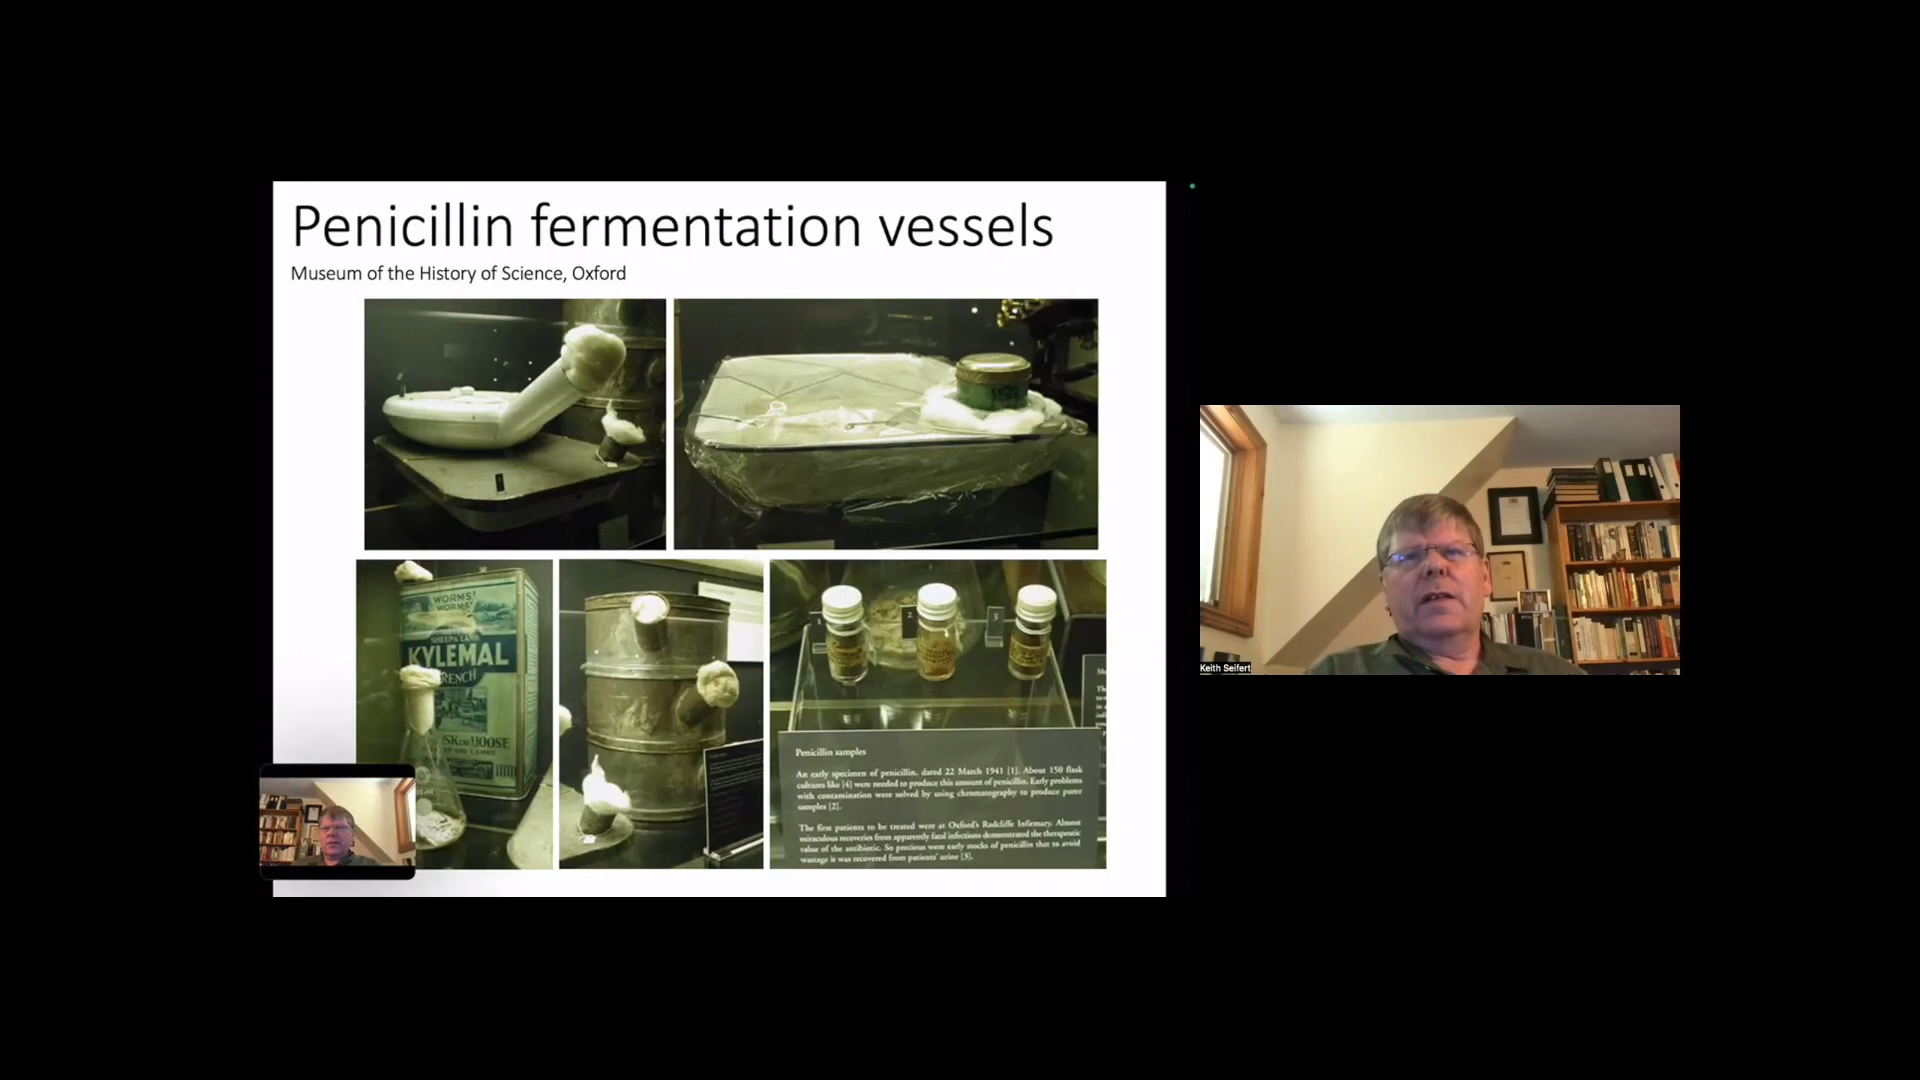 Penicillin fermentation vessels
Museum of the History of Science, Oxford
WORMS!
WORMS!
SHEEP & LAMB
KYLEMAL
RENCH
SK OR HOOSE
1
2
3
Penicillin samples
An early specimen of penicillin, dated 22 March 1941 [1]. About 150 flask
cultures like [4] were needed to produce this amount of penicillin. Early problems
with contamination were solved by using chromatography to produce purer
samples [2].
The first patients to be treated were at Oxford's Radcliffe Infirmary. Almost
miraculous recoveries from apparently fatal infections demonstrated the therapeutic
value of the antibiotic. So precious were early stocks of penicillin that to avoid
wastage it was recovered from patients' urine [3].
Keith Seifert